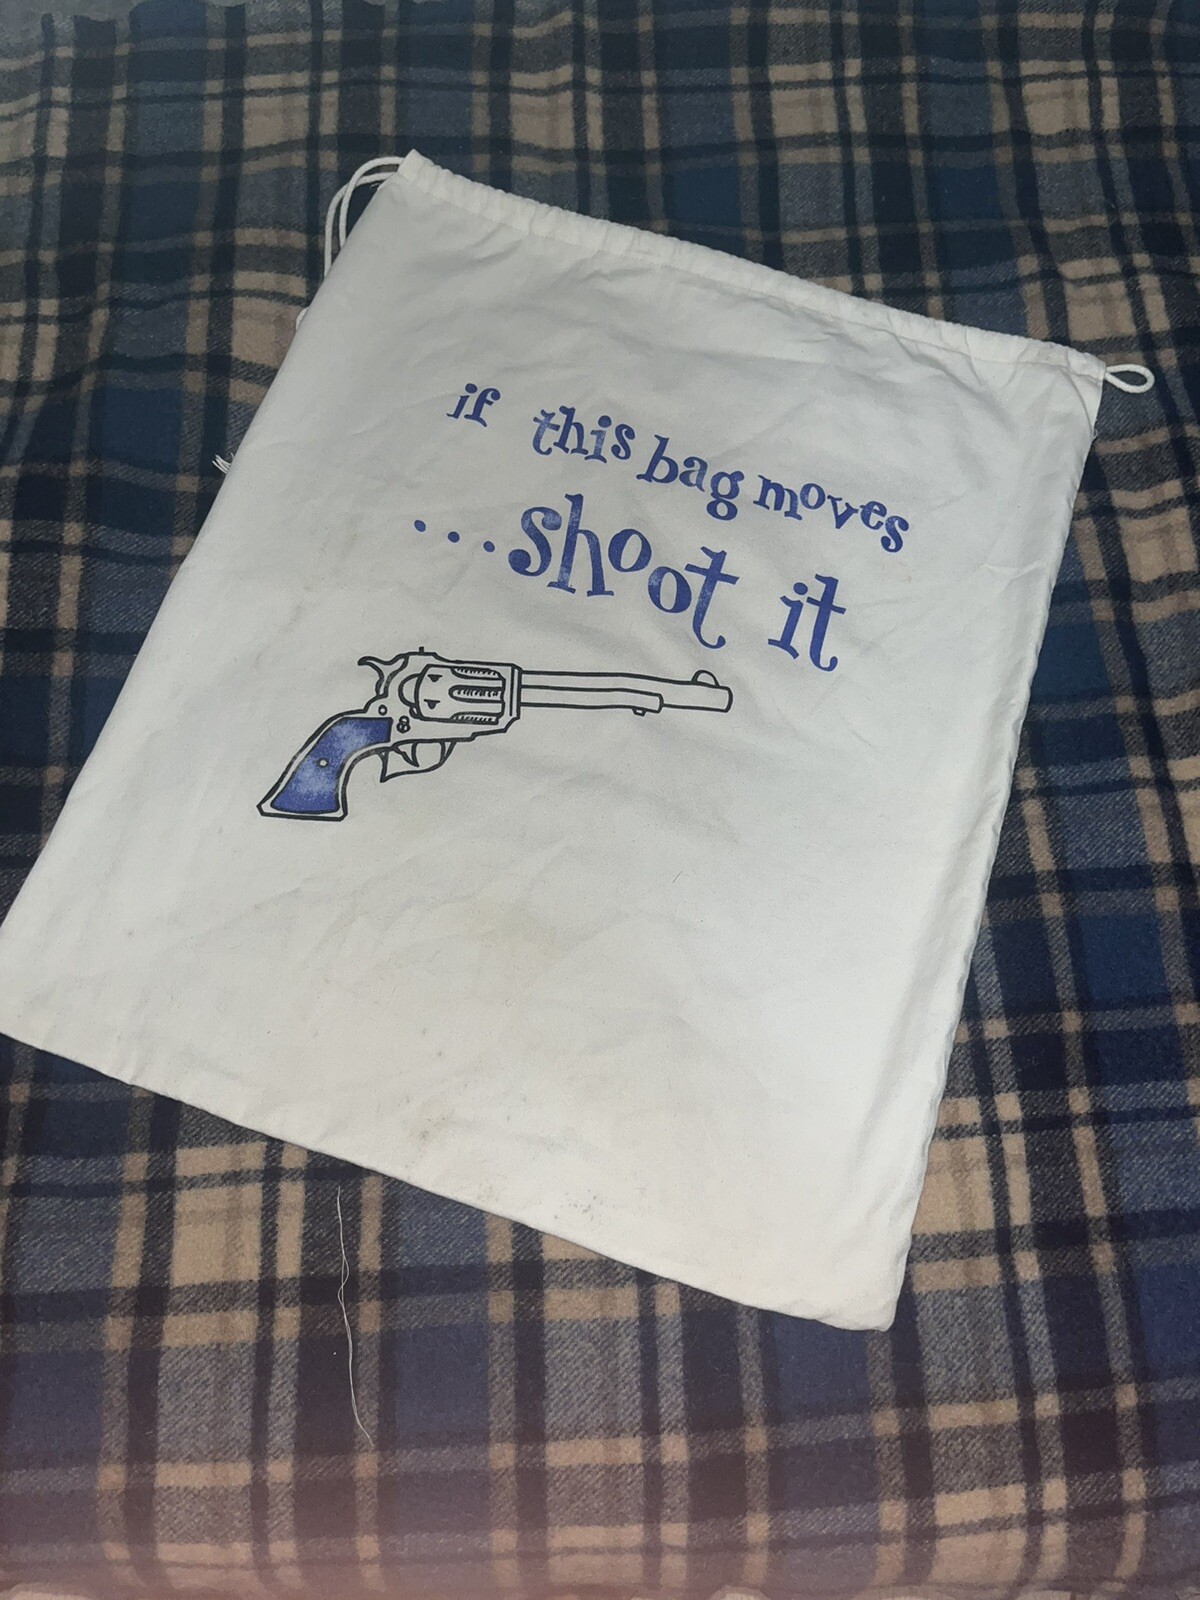 if this bag moves
...shoot it